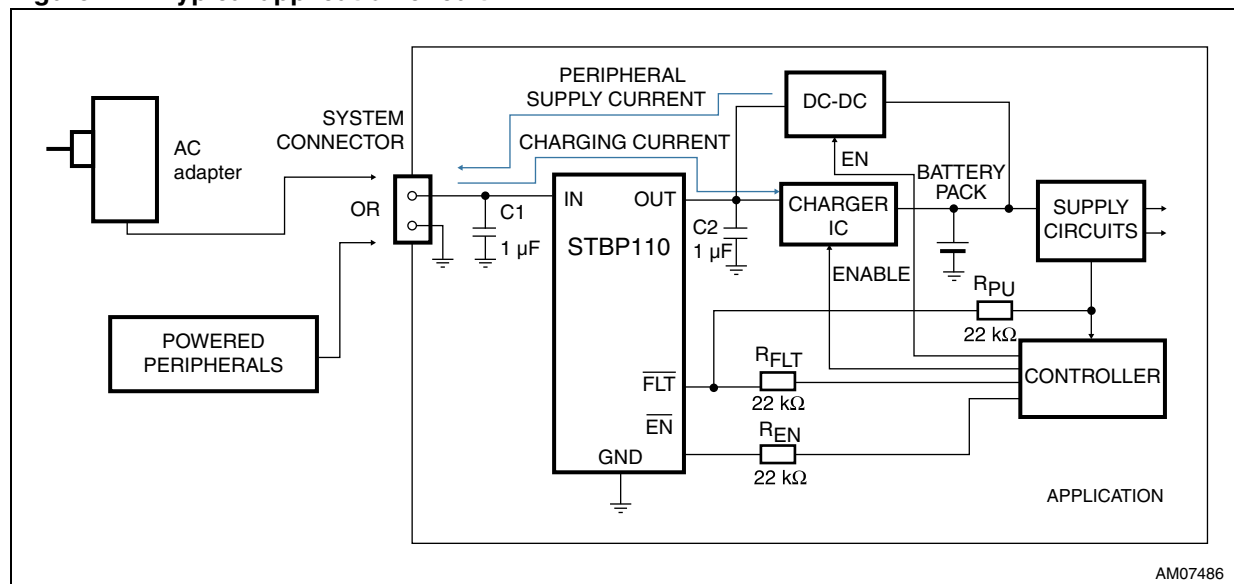 PERIPHERAL
SUPPLY CURRENT
DC-DC
SYSTEM
CONNECTOR
CHARGING CURRENT
AC
adapter
EN
BATTERY
PACK
OR
C1
1 µF
IN
OUT
STBP110
C2
1 µF
CHARGER
IC
SUPPLY
CIRCUITS
ENABLE
RPU
22 kΩ
POWERED
PERIPHERALS
FLT
RFLT
22 kΩ
CONTROLLER
EN
REN
22 kΩ
GND
APPLICATION
AM07486